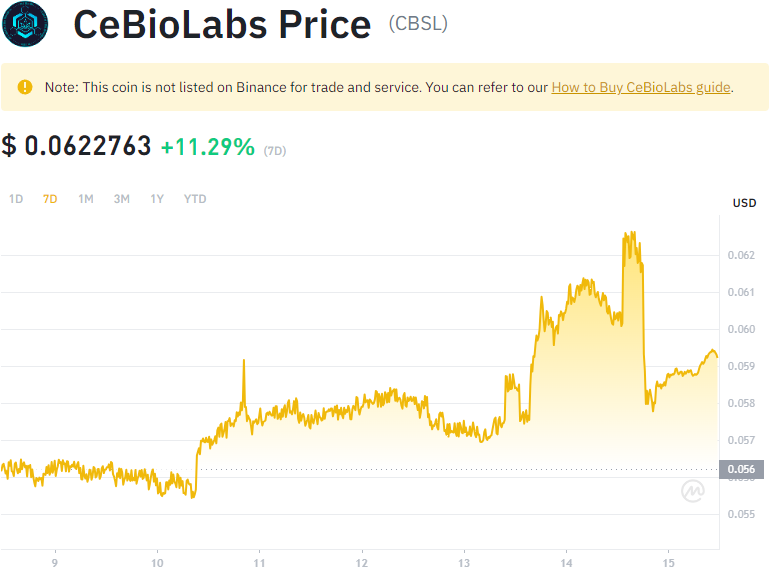 CeBioLabs Price (CBSL)
Note: This coin is not listed on Binance for trade and service. You can refer to our How to Buy CeBioLabs guide.
$ 0.0622763 +11.29% (7D)
1D 7D 1M 3M 1Y YTD
USD
0.062
0.061
0.060
0.059
0.058
0.057
0.056
0.055
9 10 11 12 13 14 15